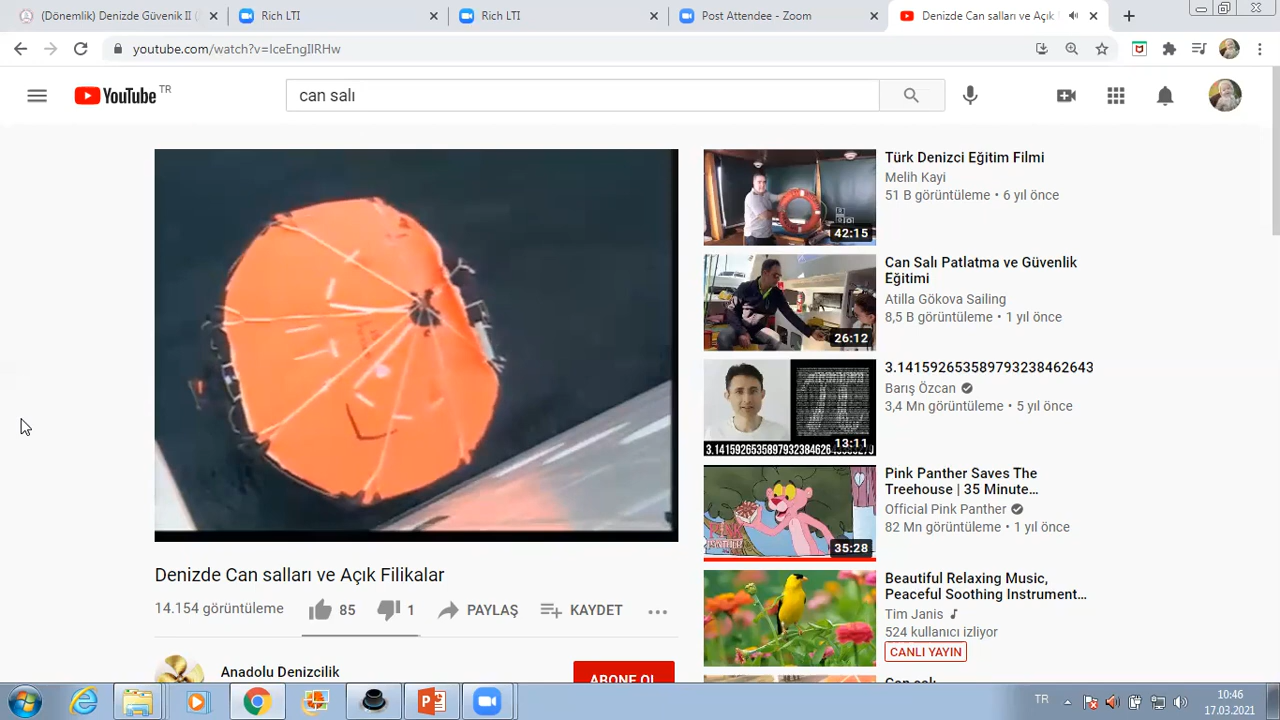 (Dönemlik) Denizde Güvenik II (
Rich LTI
Rich LTI
Post Attendee - Zoom
Denizde Can salları ve Açık
youtube.com/watch?v=IceEngIlRHw
YouTube TR
can salı
Türk Denizci Eğitim Filmi
Melih Kayi
51 B görüntüleme • 6 yıl önce
42:15
Can Salı Patlatma ve Güvenlik
Eğitimi
Atilla Gökova Sailing
8,5 B görüntüleme • 1 yıl önce
26:12
3.141592653589793238462643
Barış Özcan
3,4 Mn görüntüleme • 5 yıl önce
13:11
Pink Panther Saves The
Treehouse | 35 Minute...
Official Pink Panther
82 Mn görüntüleme • 1 yıl önce
35:28
Beautiful Relaxing Music,
Peaceful Soothing Instrument...
Tim Janis
524 kullanıcı izliyor
CANLI YAYIN
Denizde Can salları ve Açık Filikalar
14.154 görüntüleme
85
1
PAYLAŞ
KAYDET
Anadolu Denizcilik
ABONE OL
TR
10:46
17.03.2021